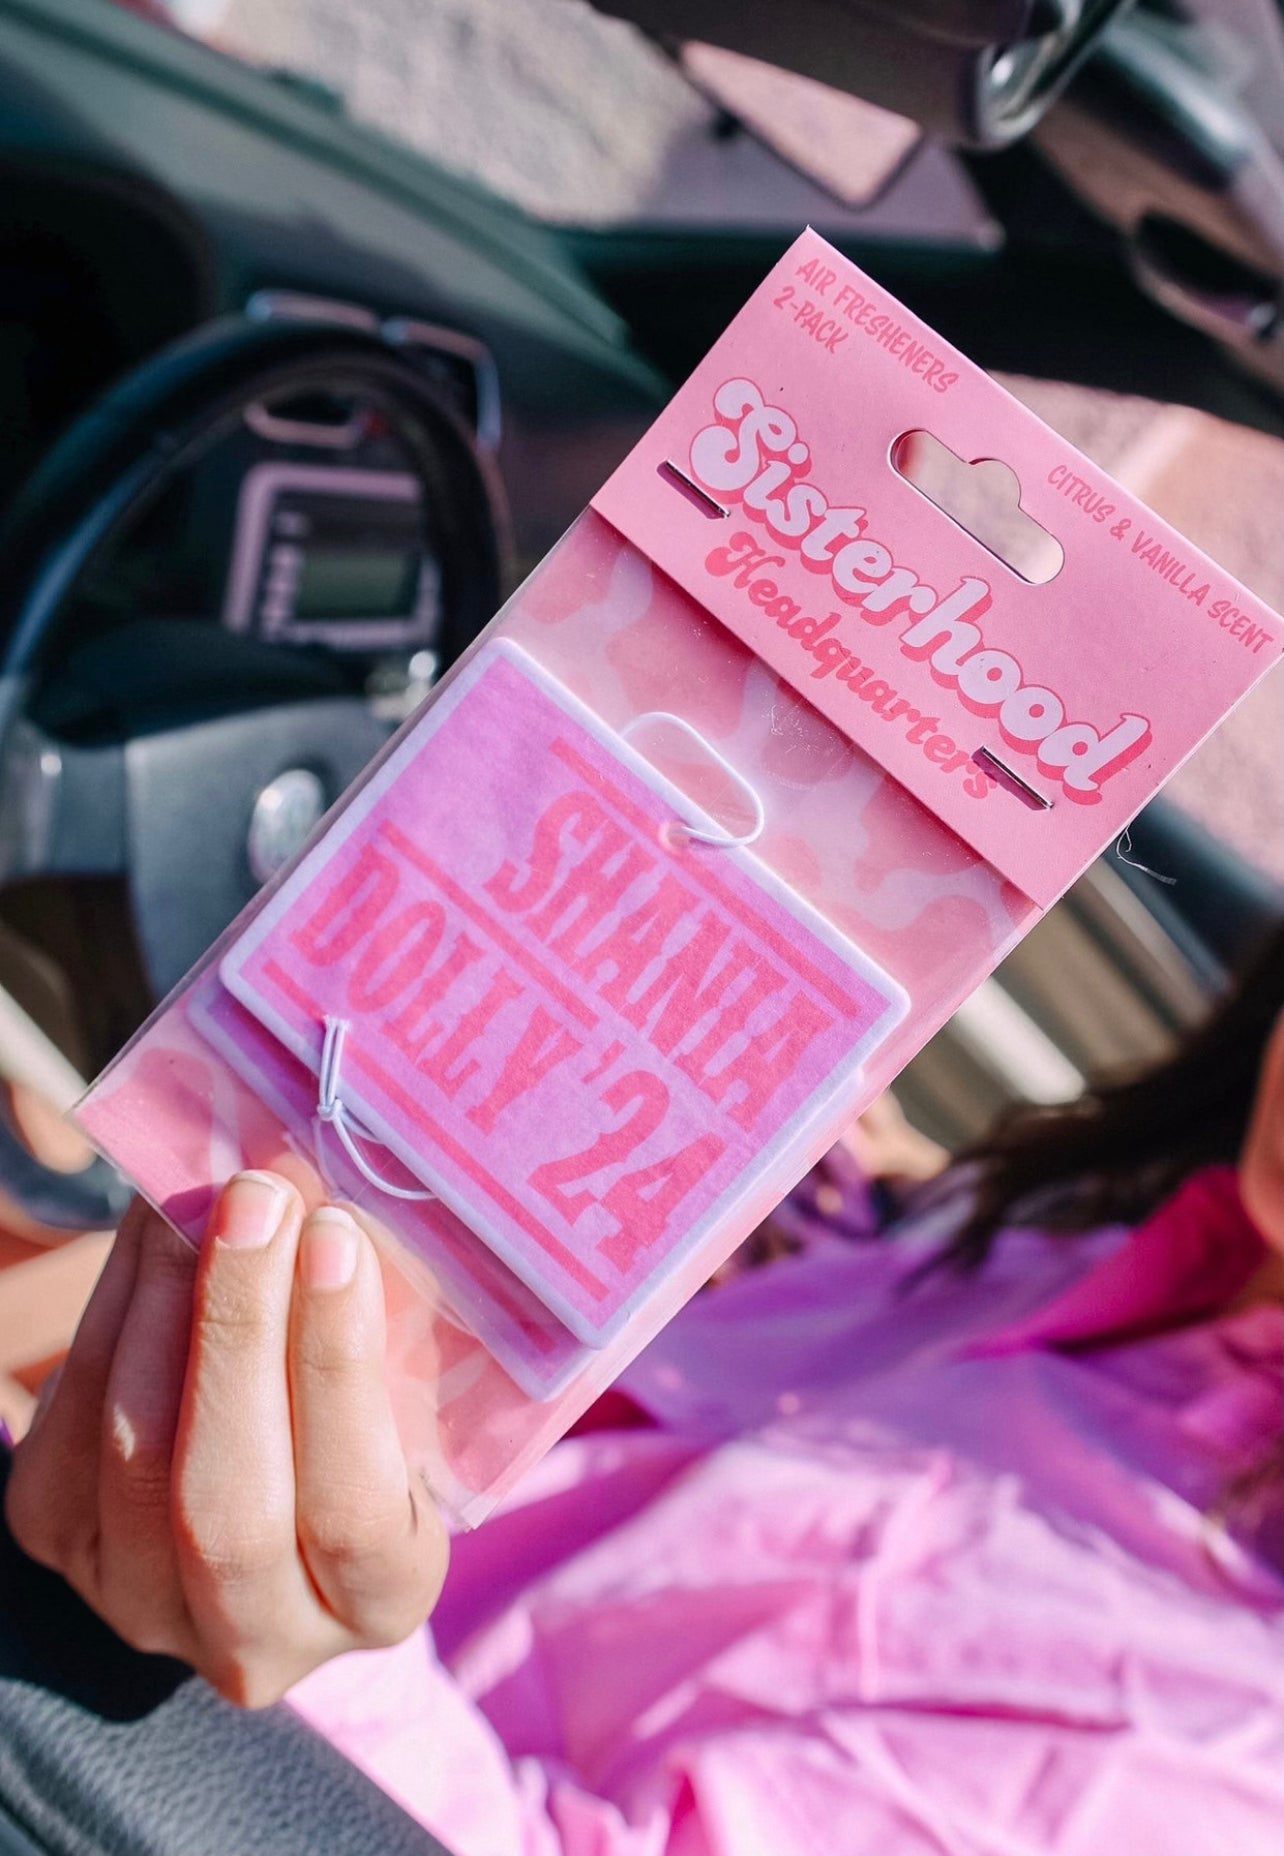 AIR FRESHENERS
2-PACK
CITRUS & VANILLA SCENT
Sisterhood
Headquarters
SHANIA
DOLLY '24